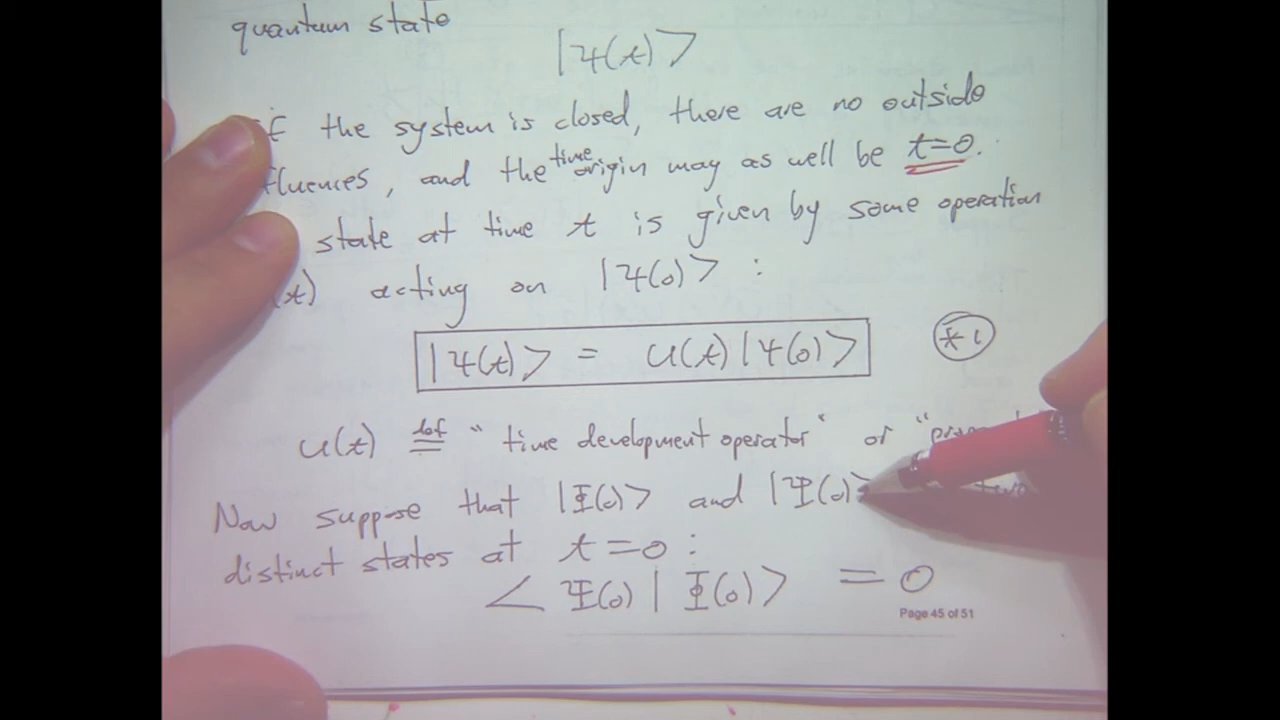 quantum state
|Ψ(t)>
the system is closed, there are no outside
fluences, and the time origin may as well be t=0.
state at time t is given by some operation
(t) acting on |Ψ(0)> :
|Ψ(t)> = U(t)|Ψ(0)> *1
U(t) def= "time development operator" or
Now suppose that |Φ(0)> and |Ψ(0)>
distinct states at t=0 :
<Ψ(0)|Φ(0)> = 0
Page 45 of 51